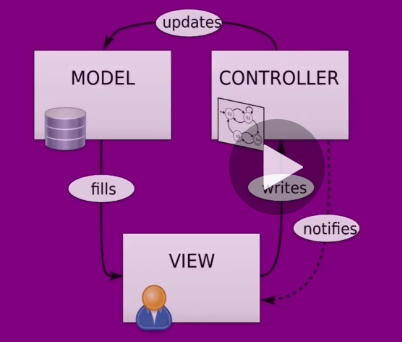 updates
MODEL
CONTROLLER
fills
writes
notifies
VIEW